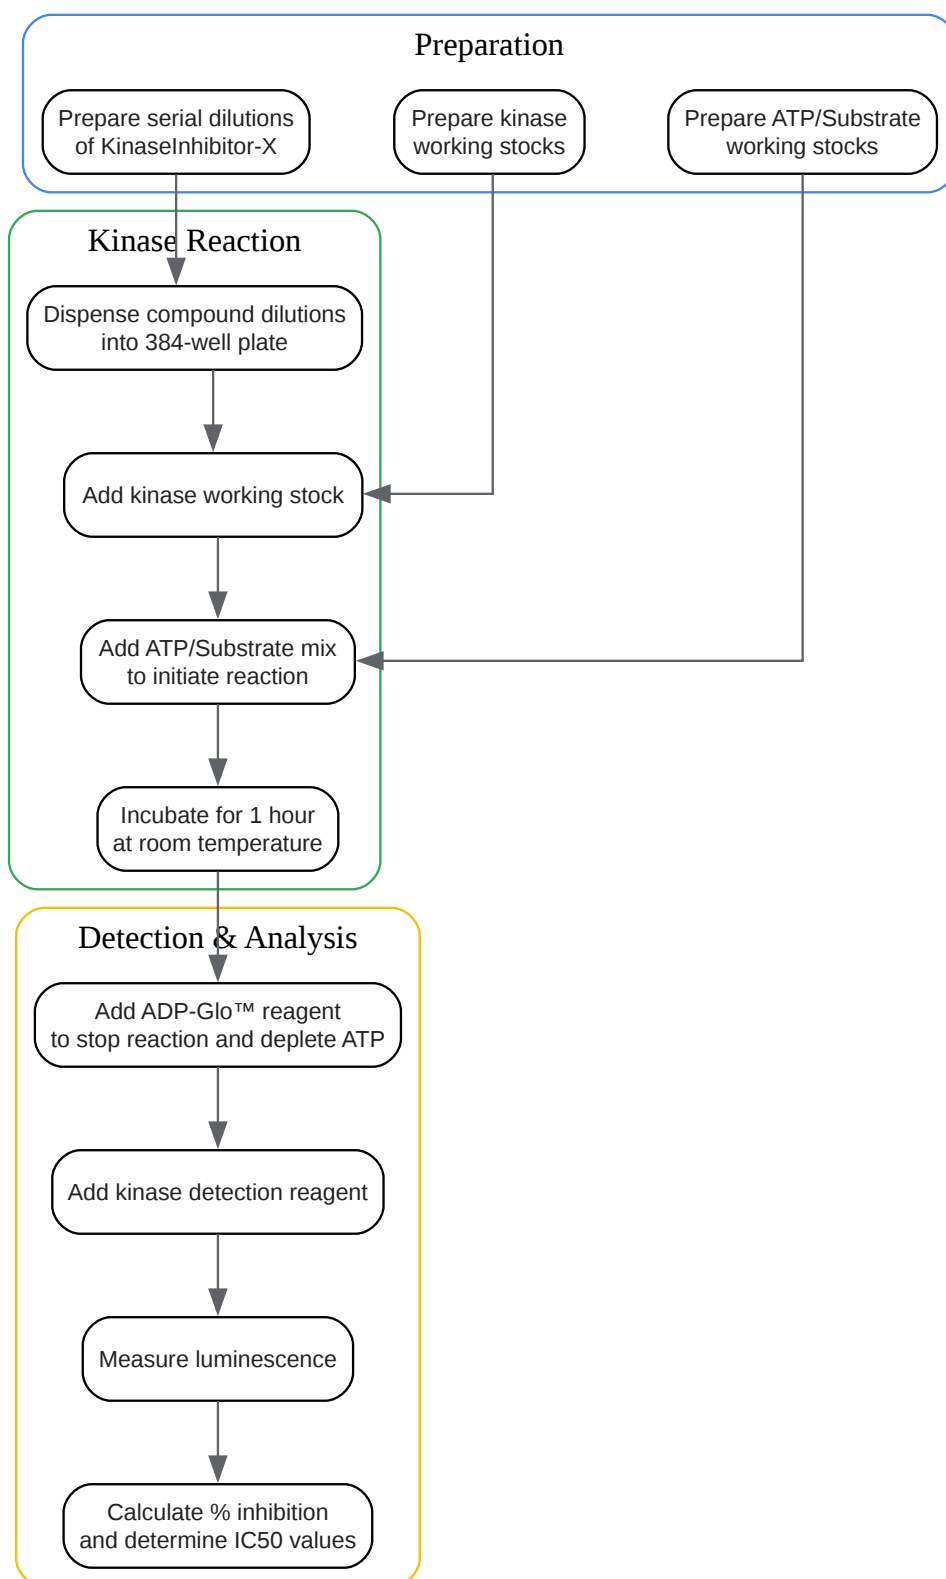 Preparation
Prepare serial dilutions
of KinaseInhibitor-X
Prepare kinase
working stocks
Prepare ATP/Substrate
working stocks
Kinase Reaction
Dispense compound dilutions
into 384-well plate
Add kinase working stock
Add ATP/Substrate mix
to initiate reaction
Incubate for 1 hour
at room temperature
Detection & Analysis
Add ADP-Glo™ reagent
to stop reaction and deplete ATP
Add kinase detection reagent
Measure luminescence
Calculate % inhibition
and determine IC50 values